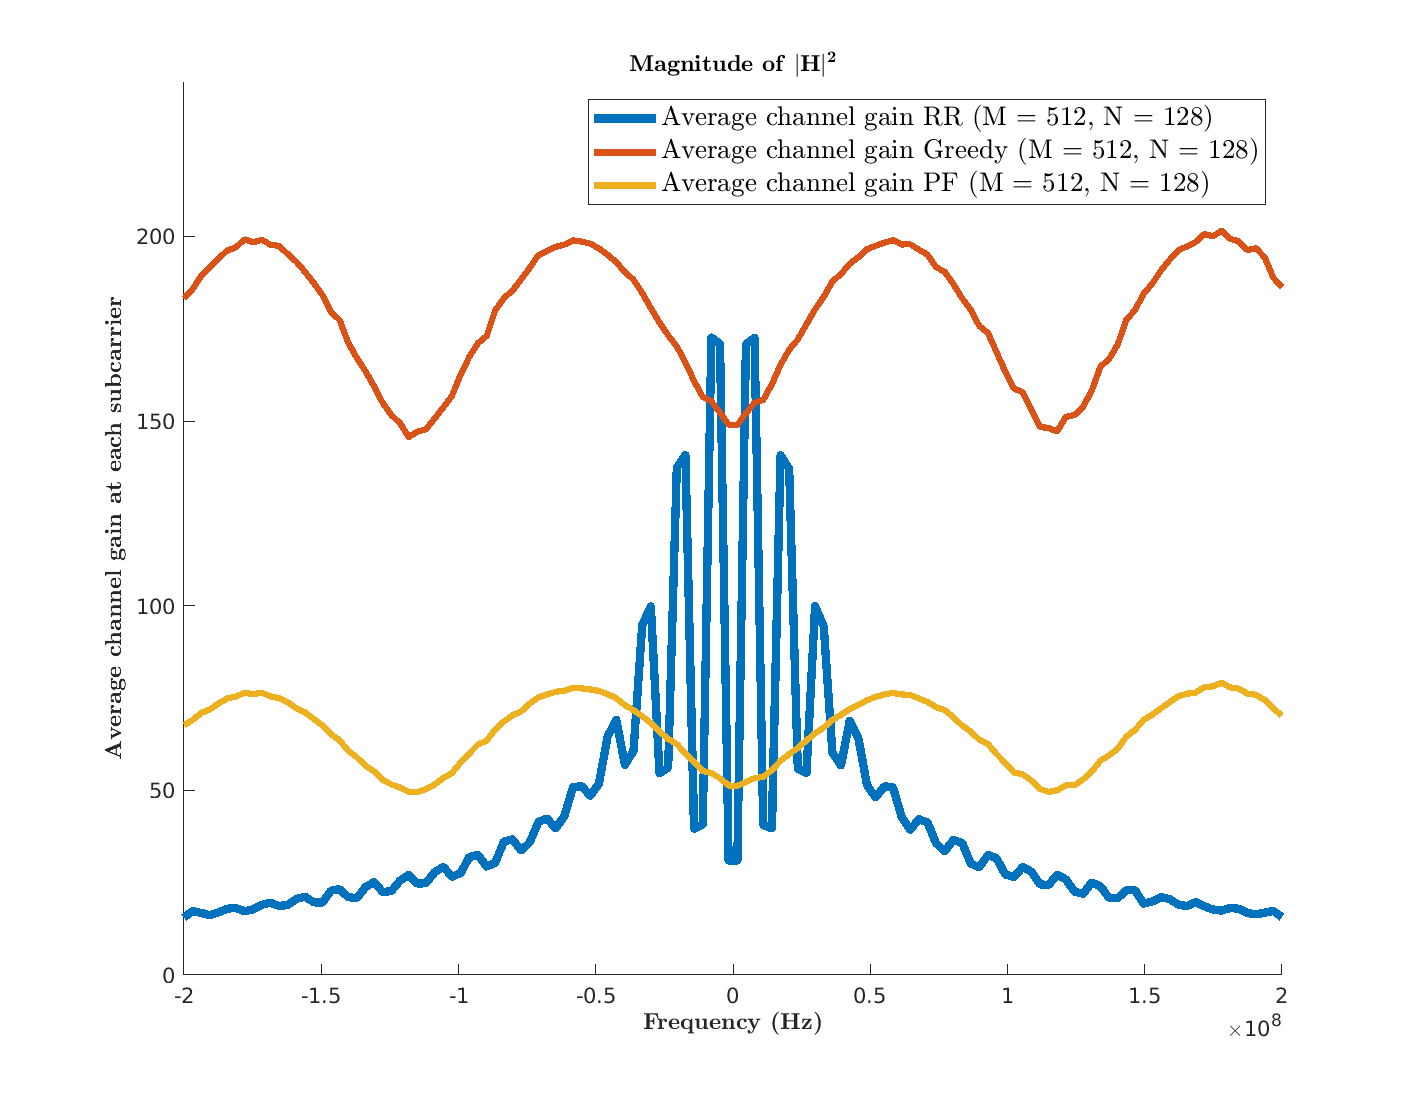 Magnitude of |H|²
Average channel gain RR (M = 512, N = 128)
Average channel gain Greedy (M = 512, N = 128)
Average channel gain PF (M = 512, N = 128)
Average channel gain at each subcarrier
200
150
100
50
0
-2 -1.5 -1 -0.5 0 0.5 1 1.5 2
Frequency (Hz)
×10⁸